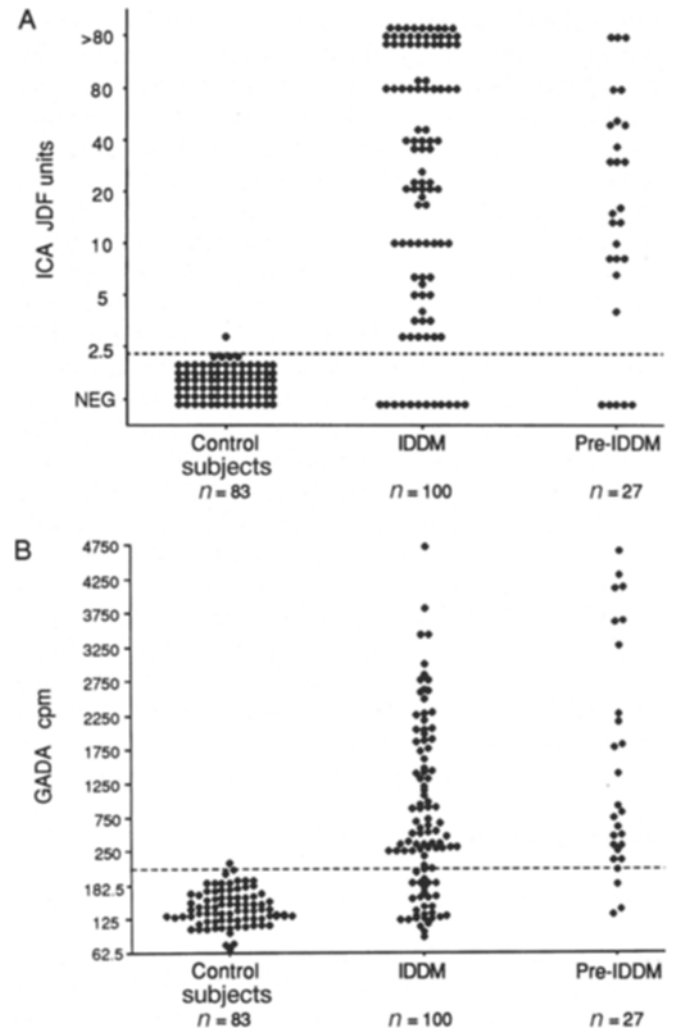 A
>80
80
40
20
10
5
2.5
NEG
ICA JDF units
Control subjects
n = 83
IDDM
n = 100
Pre-IDDM
n = 27
B
4750
4250
3750
3250
2750
2250
1750
1250
750
250
182.5
125
62.5
GADA cpm
Control subjects
n = 83
IDDM
n = 100
Pre-IDDM
n = 27